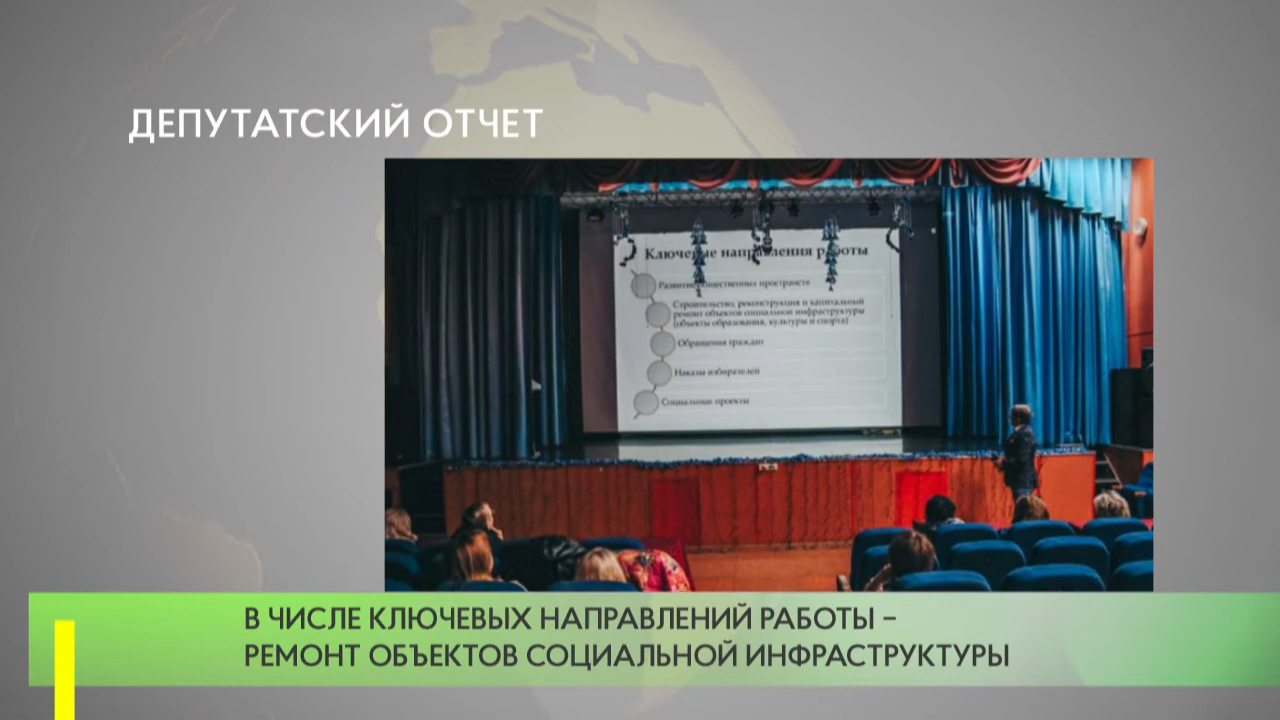 ДЕПУТАТСКИЙ ОТЧЕТ
Ключевые направления работы
Развитие общественных пространств
Строительство, реконструкция и капитальный
ремонт объектов социальной инфраструктуры
(объекты образования, культуры и спорта)
Обращения граждан
Наказы избирателей
Социальные проекты
В ЧИСЛЕ КЛЮЧЕВЫХ НАПРАВЛЕНИЙ РАБОТЫ –
РЕМОНТ ОБЪЕКТОВ СОЦИАЛЬНОЙ ИНФРАСТРУКТУРЫ